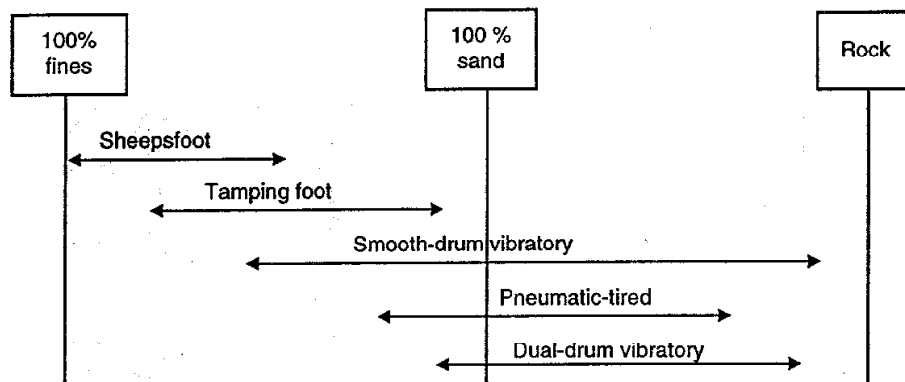 100%
fines
100 %
sand
Rock
Sheepsfoot
Tamping foot
Smooth-drum vibratory
Pneumatic-tired
Dual-drum vibratory